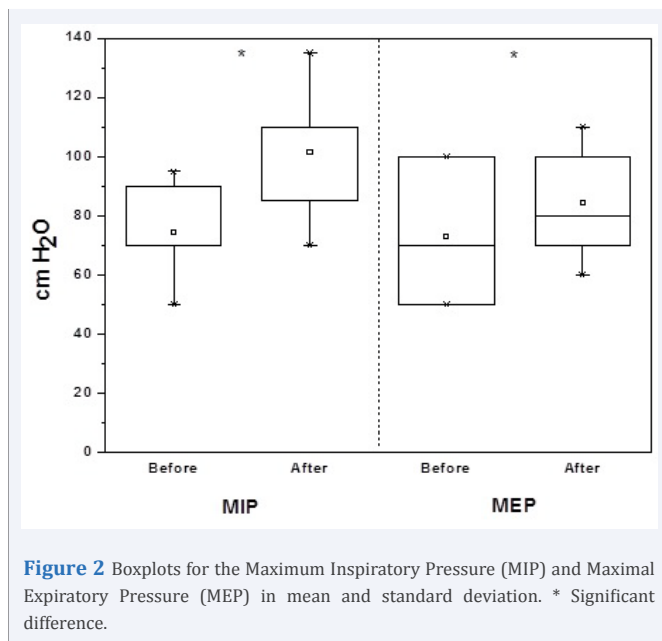 140
120
100
80
60
40
20
0
cm H₂O
*
*
Before
After
Before
After
MIP
MEP
Figure 2 Boxplots for the Maximum Inspiratory Pressure (MIP) and Maximal
Expiratory Pressure (MEP) in mean and standard deviation. * Significant
difference.